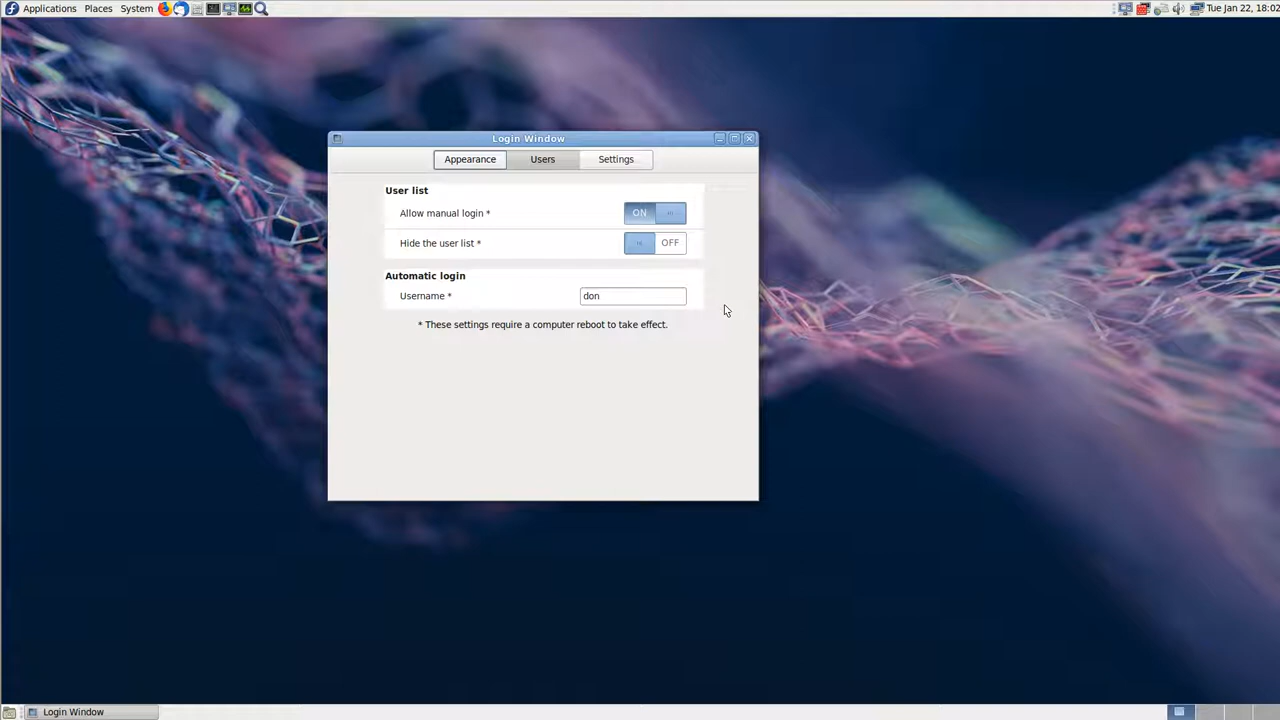 Applications Places System
Tue Jan 22, 18:02
Login Window
Appearance Users Settings
User list
Allow manual login * ON
Hide the user list * OFF
Automatic login
Username * don
* These settings require a computer reboot to take effect.
Login Window